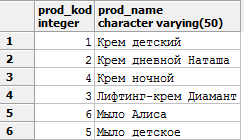 prod_kod prod_name
integer character varying(50)
1 1 Крем детский
2 2 Крем дневной Наташа
3 4 Крем ночной
4 3 Лифтинг-крем Диамант
5 6 Мыло Алиса
6 5 Мыло детское